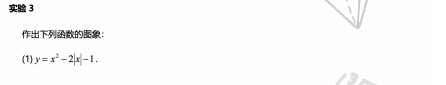 实验 3
作出下列函数的图象：
(1) y = x² − 2|x| − 1.